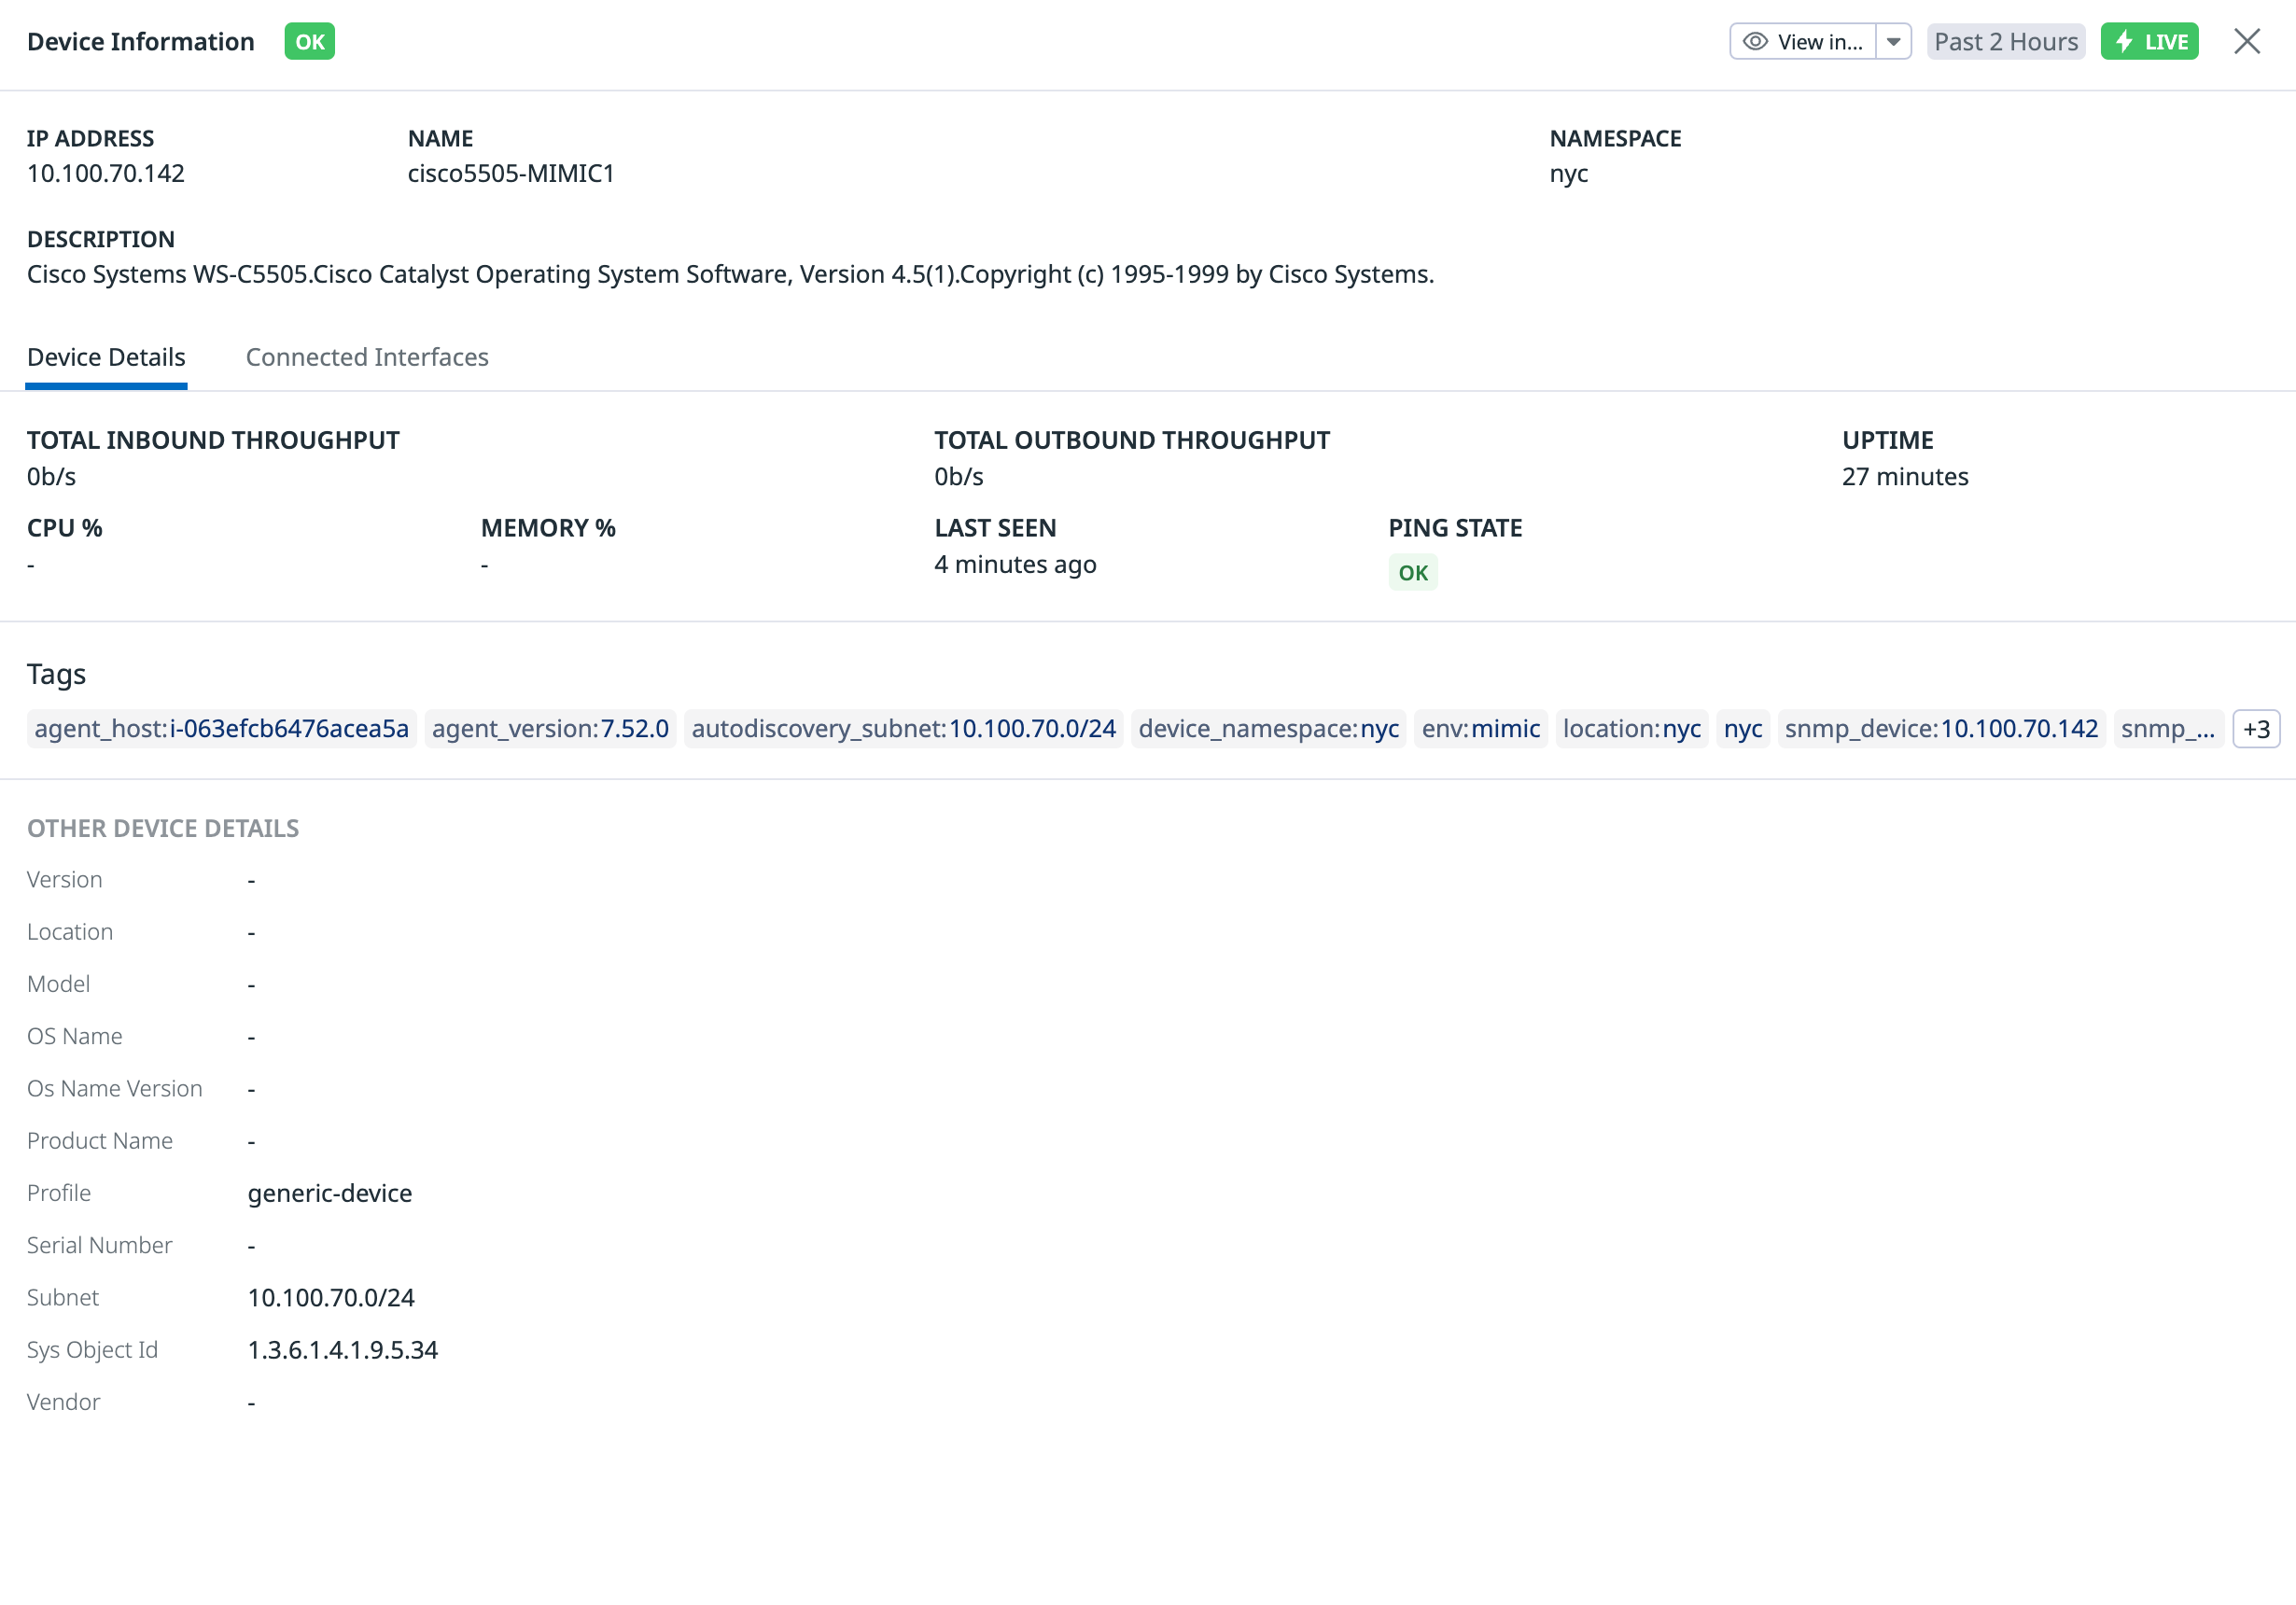 Device Information OK View in... Past 2 Hours LIVE
IP ADDRESS NAME NAMESPACE
10.100.70.142 cisco5505-MIMIC1 nyc
DESCRIPTION
Cisco Systems WS-C5505.Cisco Catalyst Operating System Software, Version 4.5(1).Copyright (c) 1995-1999 by Cisco Systems.
Device Details Connected Interfaces
TOTAL INBOUND THROUGHPUT TOTAL OUTBOUND THROUGHPUT UPTIME
0b/s 0b/s 27 minutes
CPU % MEMORY % LAST SEEN PING STATE
- - 4 minutes ago OK
Tags
agent_host:i-063efcb6476acea5a agent_version:7.52.0 autodiscovery_subnet:10.100.70.0/24 device_namespace:nyc env:mimic location:nyc nyc snmp_device:10.100.70.142 snmp_... +3
OTHER DEVICE DETAILS
Version -
Location -
Model -
OS Name -
Os Name Version -
Product Name -
Profile generic-device
Serial Number -
Subnet 10.100.70.0/24
Sys Object Id 1.3.6.1.4.1.9.5.34
Vendor -